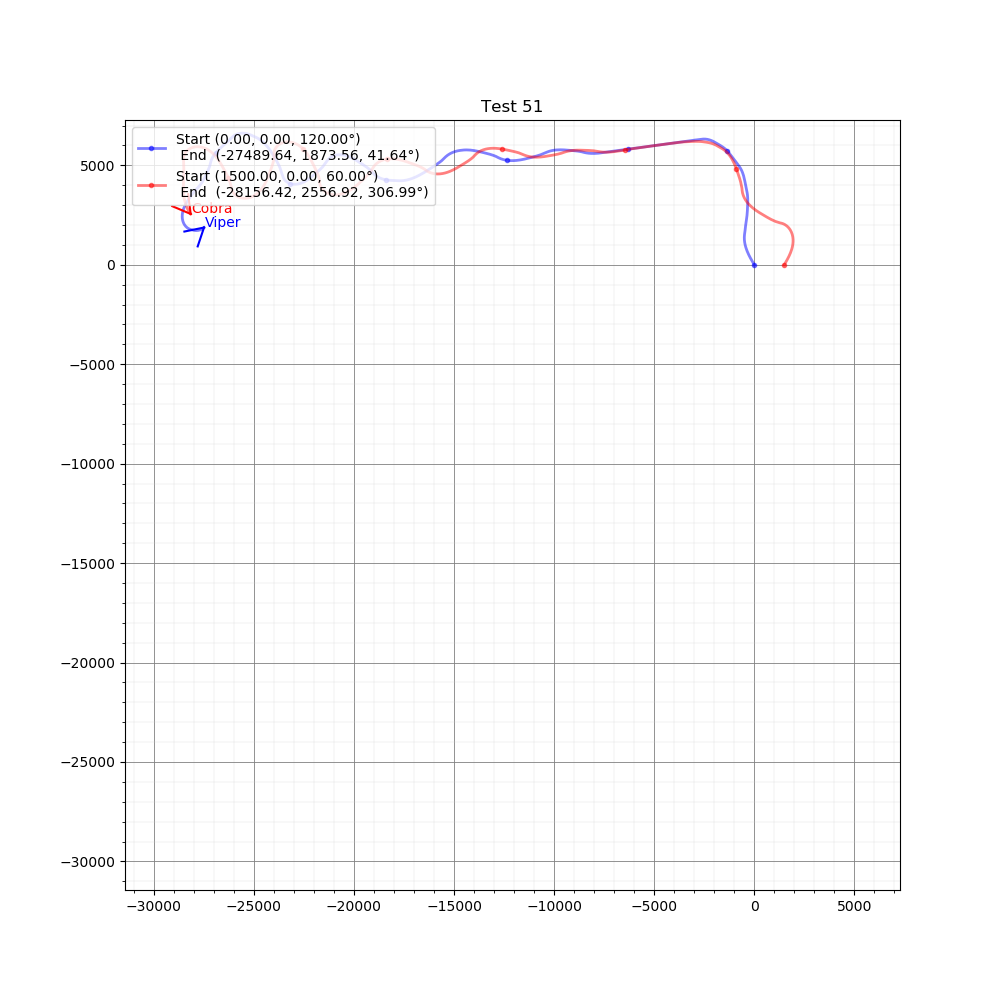 Test 51
Start (0.00, 0.00, 120.00°)
End (-27489.64, 1873.56, 41.64°)
Start (1500.00, 0.00, 60.00°)
End (-28156.42, 2556.92, 306.99°)
Cobra
Viper
5000
0
−5000
−10000
−15000
−20000
−25000
−30000
−30000 −25000 −20000 −15000 −10000 −5000 0 5000